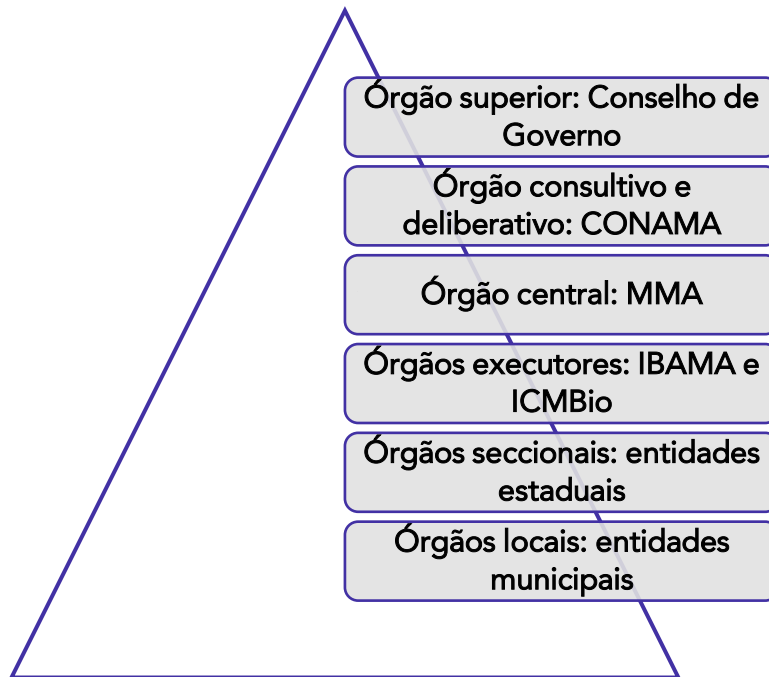 Órgão superior: Conselho de
Governo
Órgão consultivo e
deliberativo: CONAMA
Órgão central: MMA
Órgãos executores: IBAMA e
ICMBio
Órgãos seccionais: entidades
estaduais
Órgãos locais: entidades
municipais